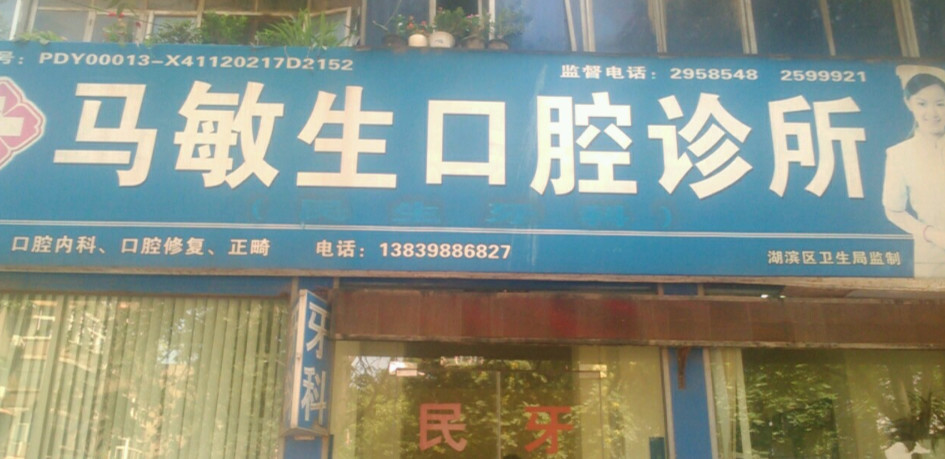 号：PDY00013-X41120217D2152
监督电话：2958548 2599921
马敏生口腔诊所
口腔内科、口腔修复、正畸 电话：13839886827
湖滨区卫生局监制
牙科
民 牙